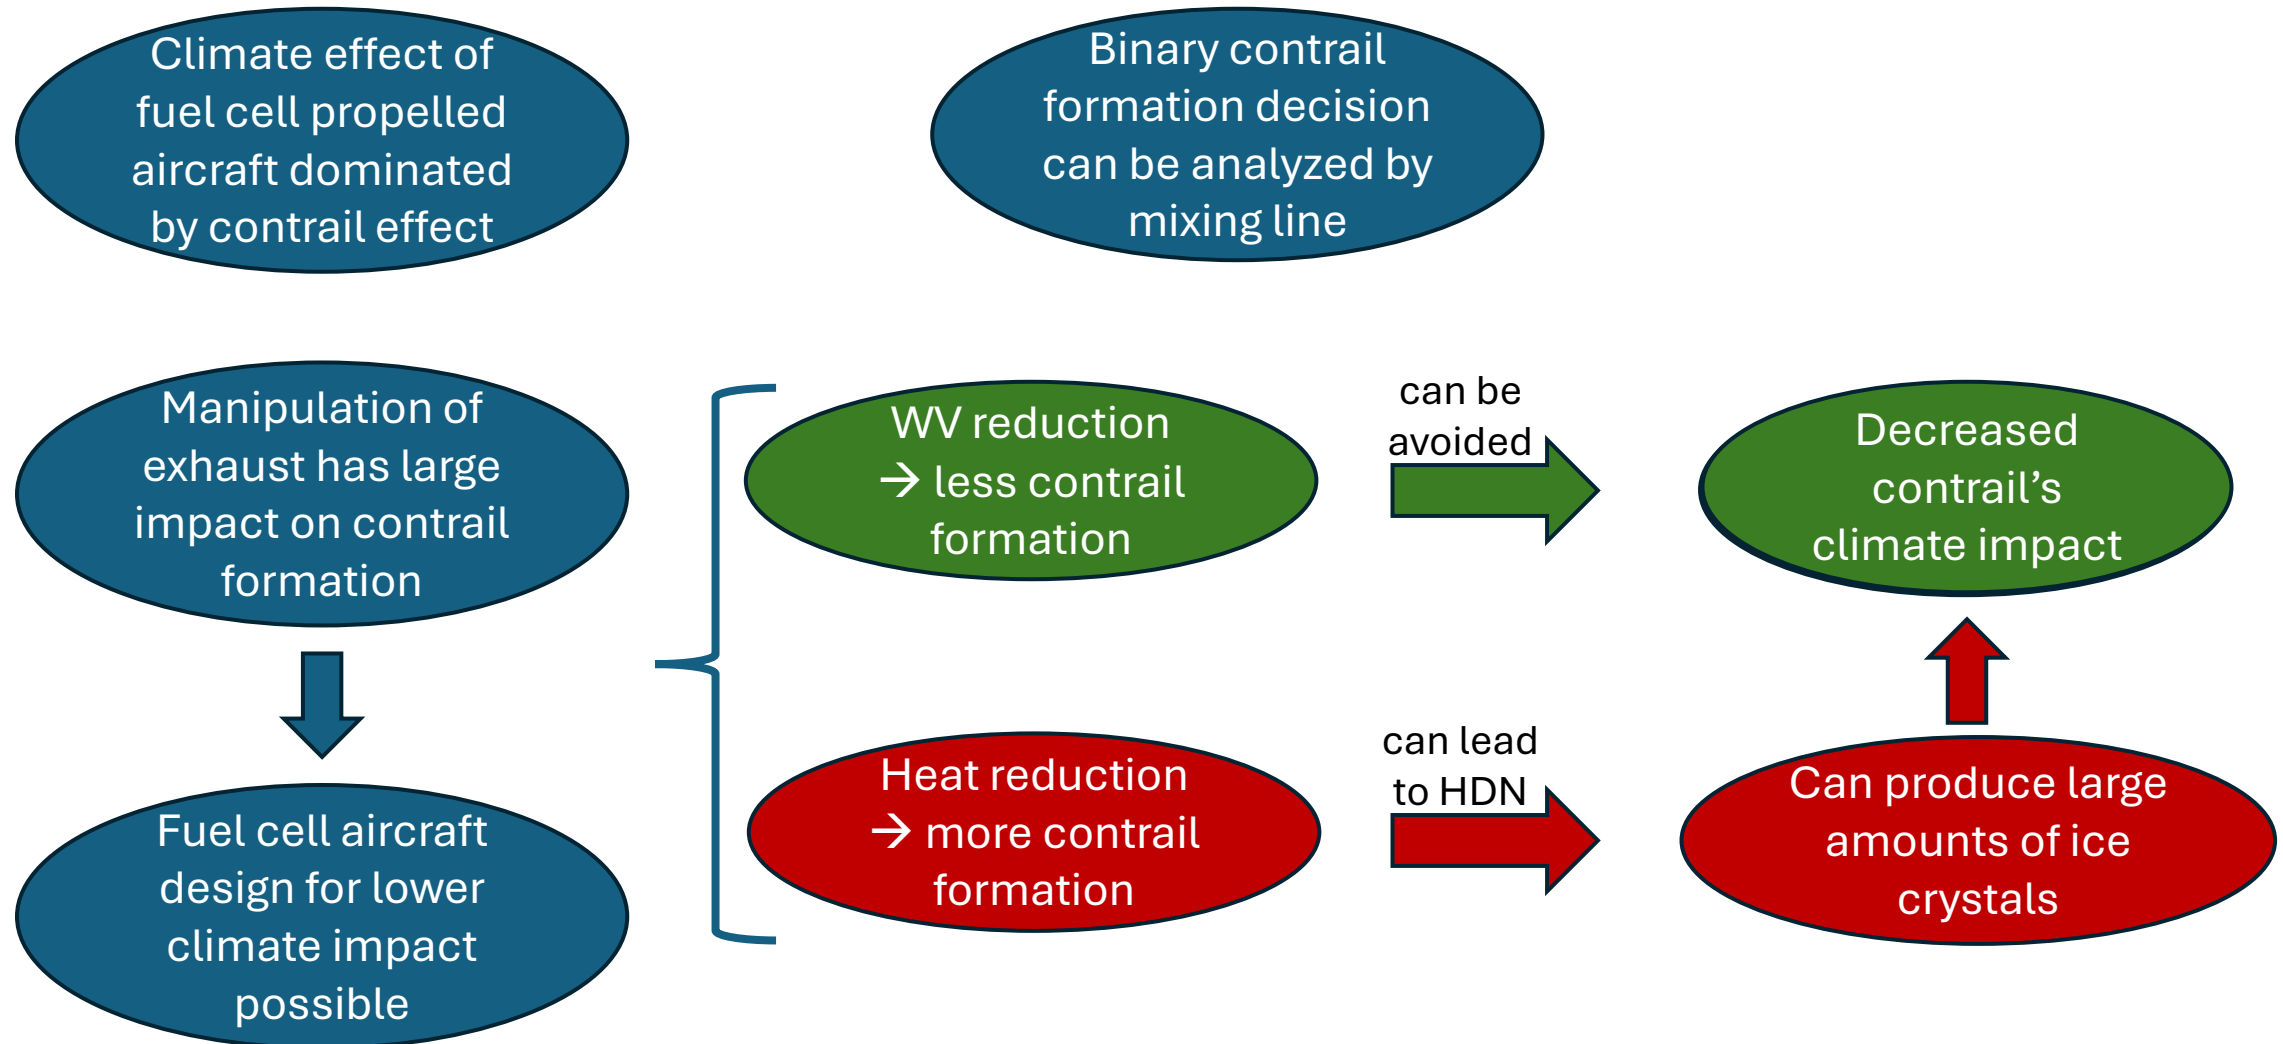 Climate effect of
fuel cell propelled
aircraft dominated
by contrail effect
Binary contrail
formation decision
can be analyzed by
mixing line
Manipulation of
exhaust has large
impact on contrail
formation
WV reduction
→ less contrail
formation
can be
avoided
Decreased
contrail’s
climate impact
Fuel cell aircraft
design for lower
climate impact
possible
Heat reduction
→ more contrail
formation
can lead
to HDN
Can produce large
amounts of ice
crystals